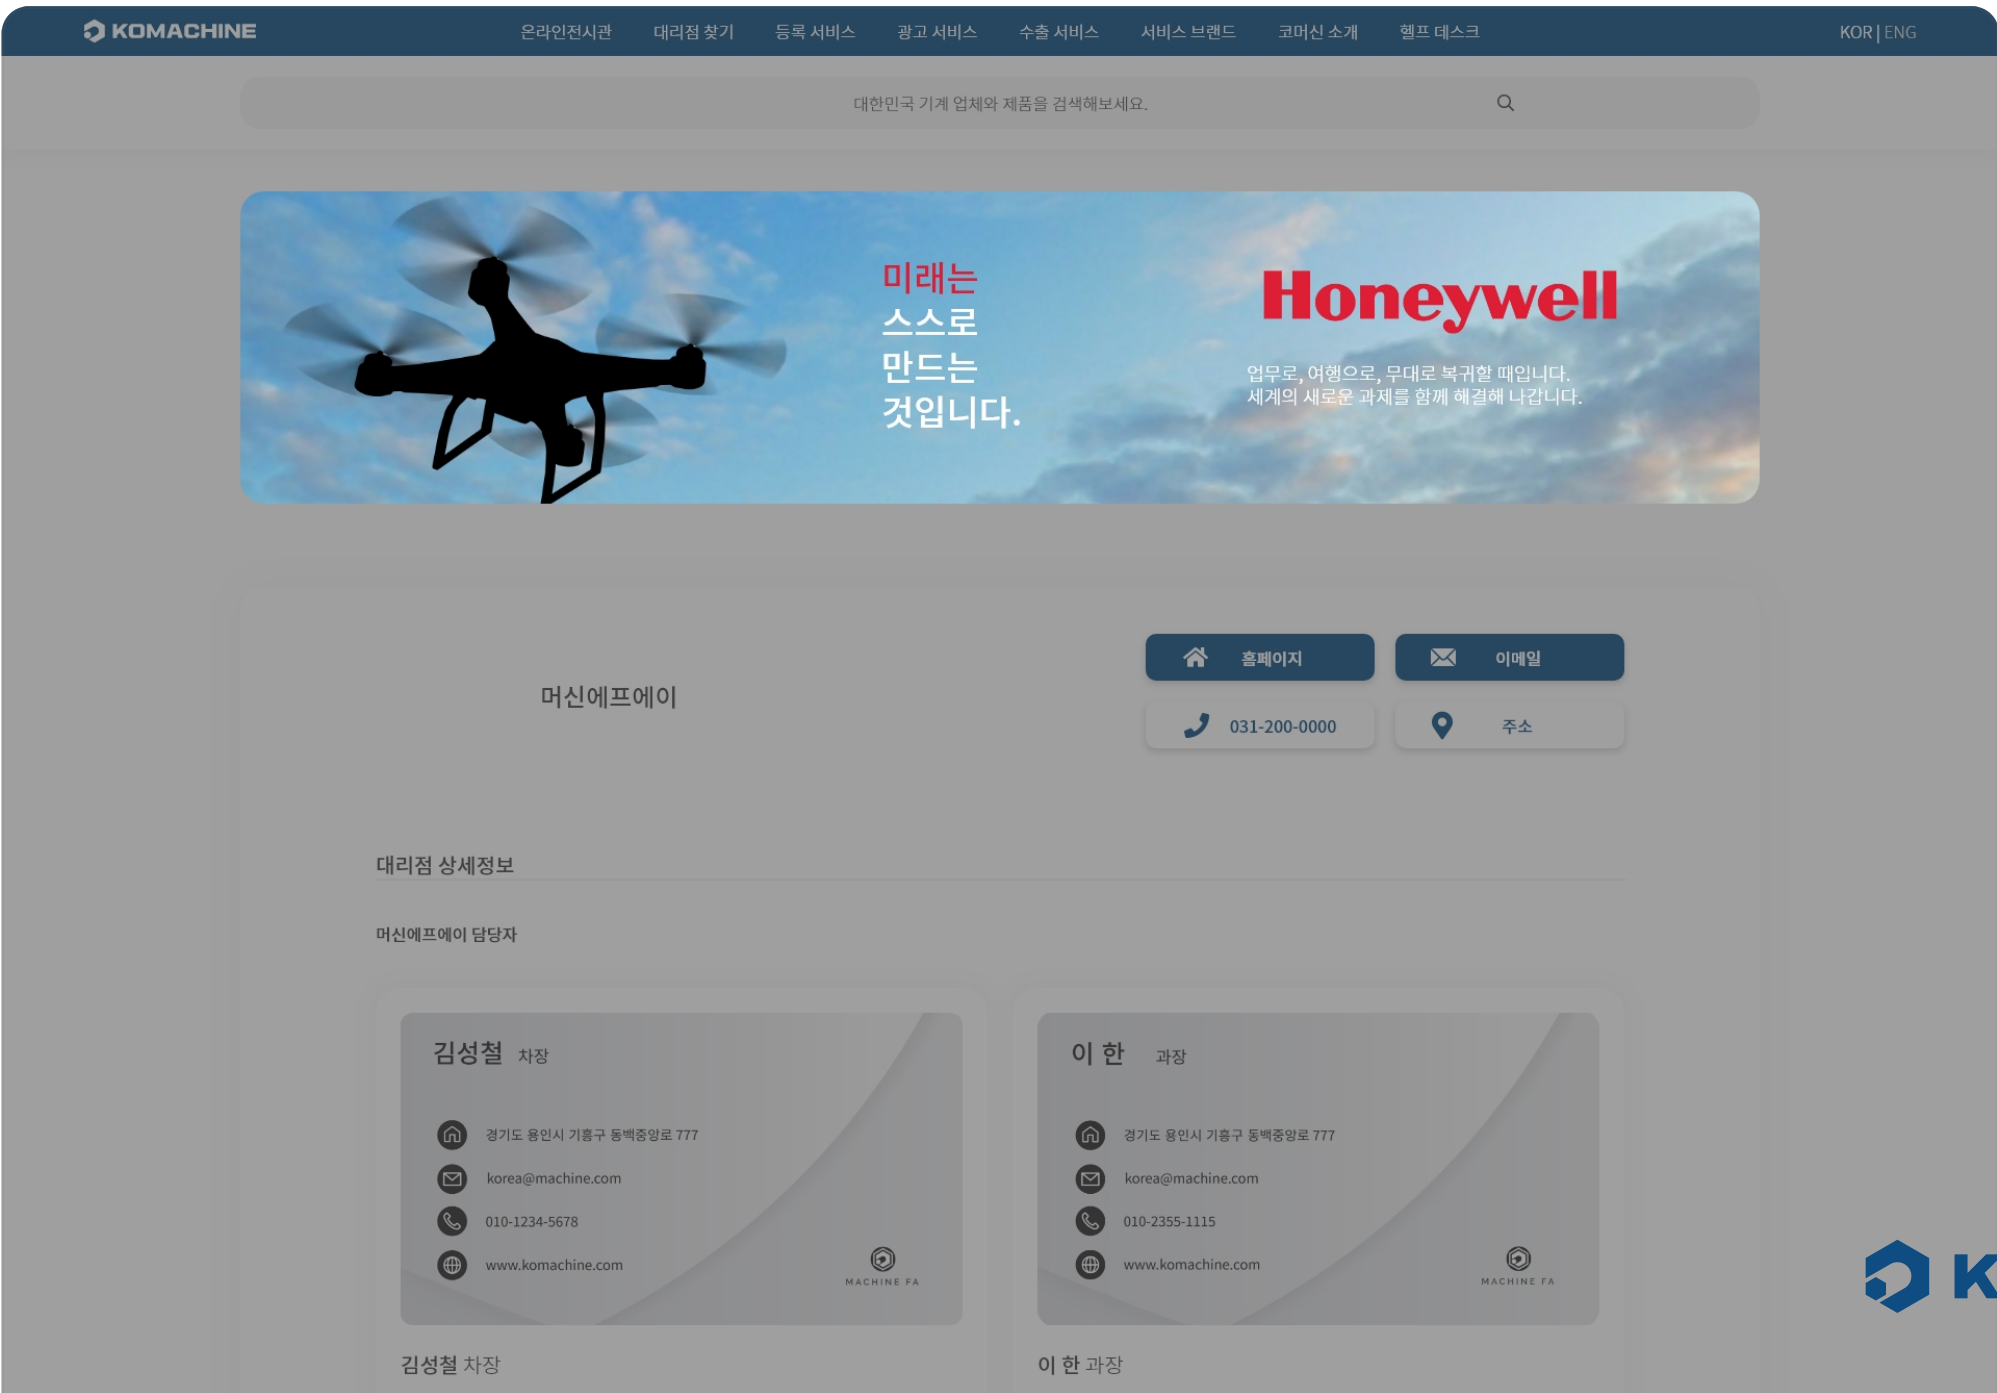 KOMACHINE
온라인전시관 대리점 찾기 등록 서비스 광고 서비스 수출 서비스 서비스 브랜드 코머신 소개 헬프 데스크
KOR | ENG
대한민국 기계 업체와 제품을 검색해보세요.
미래는
스스로
만드는
것입니다.
Honeywell
업무로, 여행으로, 무대로 복귀할 때입니다.
세계의 새로운 과제를 함께 해결해 나갑니다.
머신에프에이
홈페이지
이메일
031-200-0000
주소
대리점 상세정보
머신에프에이 담당자
김성철 차장
경기도 용인시 기흥구 동백중앙로 777
korea@machine.com
010-1234-5678
www.komachine.com
MACHINE FA
김성철 차장
이 한 과장
경기도 용인시 기흥구 동백중앙로 777
korea@machine.com
010-2355-1115
www.komachine.com
MACHINE FA
이 한 과장
K